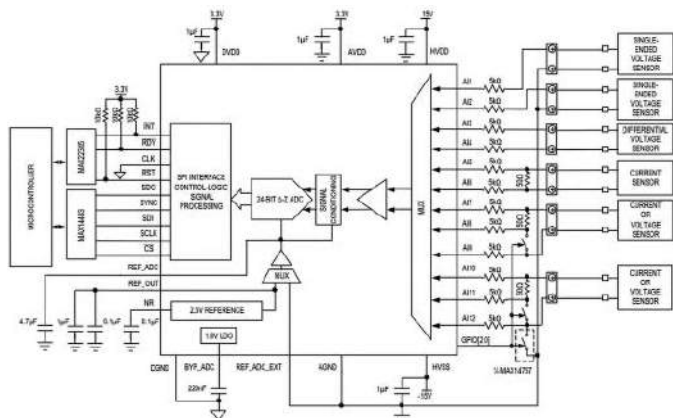 3.3V
3.3V
15V
1µF
1µF
1µF
DVDD
AVDD
HVDD
3.3V
10kΩ
INT
RDY
CLK
RST
SDO
SYNC
SDI
SCLK
CS
MICROCONTROLLER
SPI INTERFACE
CONTROL-LOGIC
SIGNAL
PROCESSING
24-BIT Δ-Σ ADC
SIGNAL
CONDITIONING
MUX
MUX
REF_ADC
REF_OUT
NR
2.5V REFERENCE
1.8V LDO
4.7µF
1µF
0.1µF
0.1µF
DGND
BYP_ADC
REF_ADC_EXT
AGND
HVSS
220nF
1µF
-15V
AI1
5kΩ
AI2
5kΩ
AI3
5kΩ
AI4
5kΩ
AI5
5kΩ
AI6
5kΩ
50Ω
AI7
5kΩ
AI8
5kΩ
50Ω
AI9
5kΩ
AI10
5kΩ
AI11
5kΩ
50Ω
AI12
5kΩ
GPIO[2:0]
SINGLE-
ENDED
VOLTAGE
SENSOR
SINGLE-
ENDED
VOLTAGE
SENSOR
DIFFERENTIAL
VOLTAGE
SENSOR
CURRENT
SENSOR
CURRENT
OR
VOLTAGE
SENSOR
CURRENT
OR
VOLTAGE
SENSOR